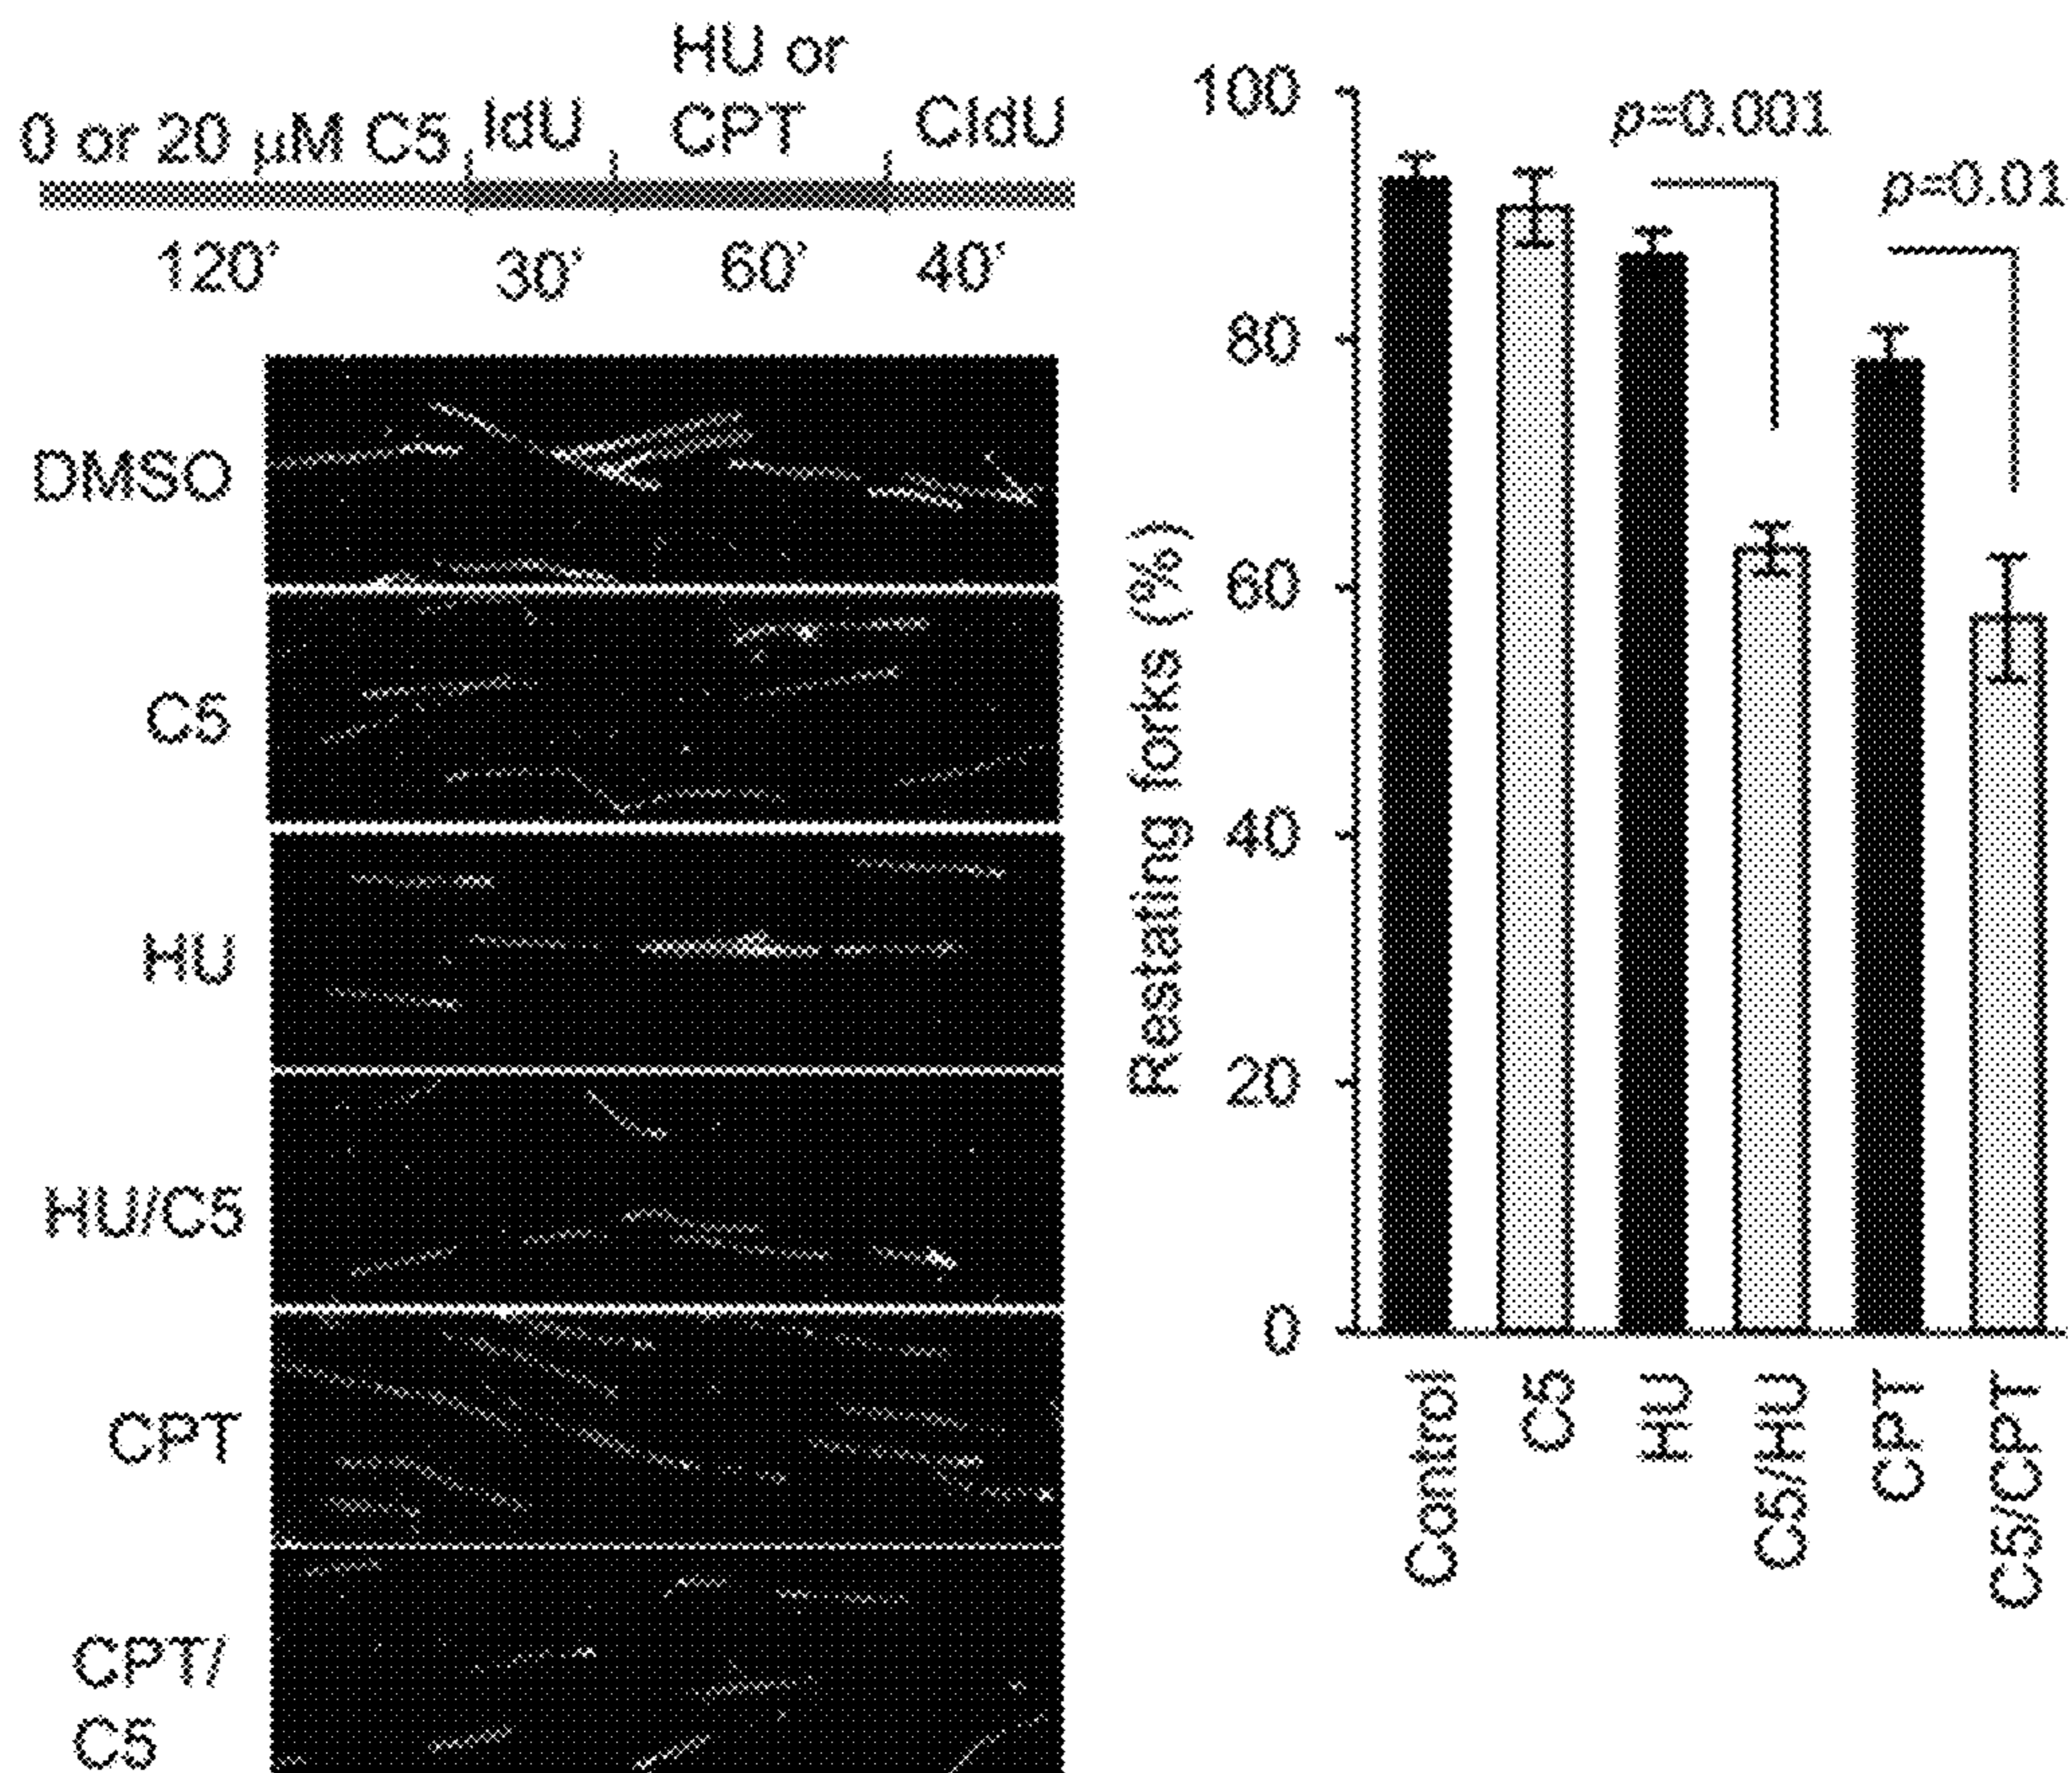 HU or
0 or 20 µM C5 IdU CPT CldU
120' 30' 60' 40'
DMSO
C5
HU
HU/C5
CPT
CPT/
C5
Restating forks (%)
100
80
60
40
20
0
p=0.001
p=0.01
Control
C5
HU
C5/HU
CPT
C5/CPT